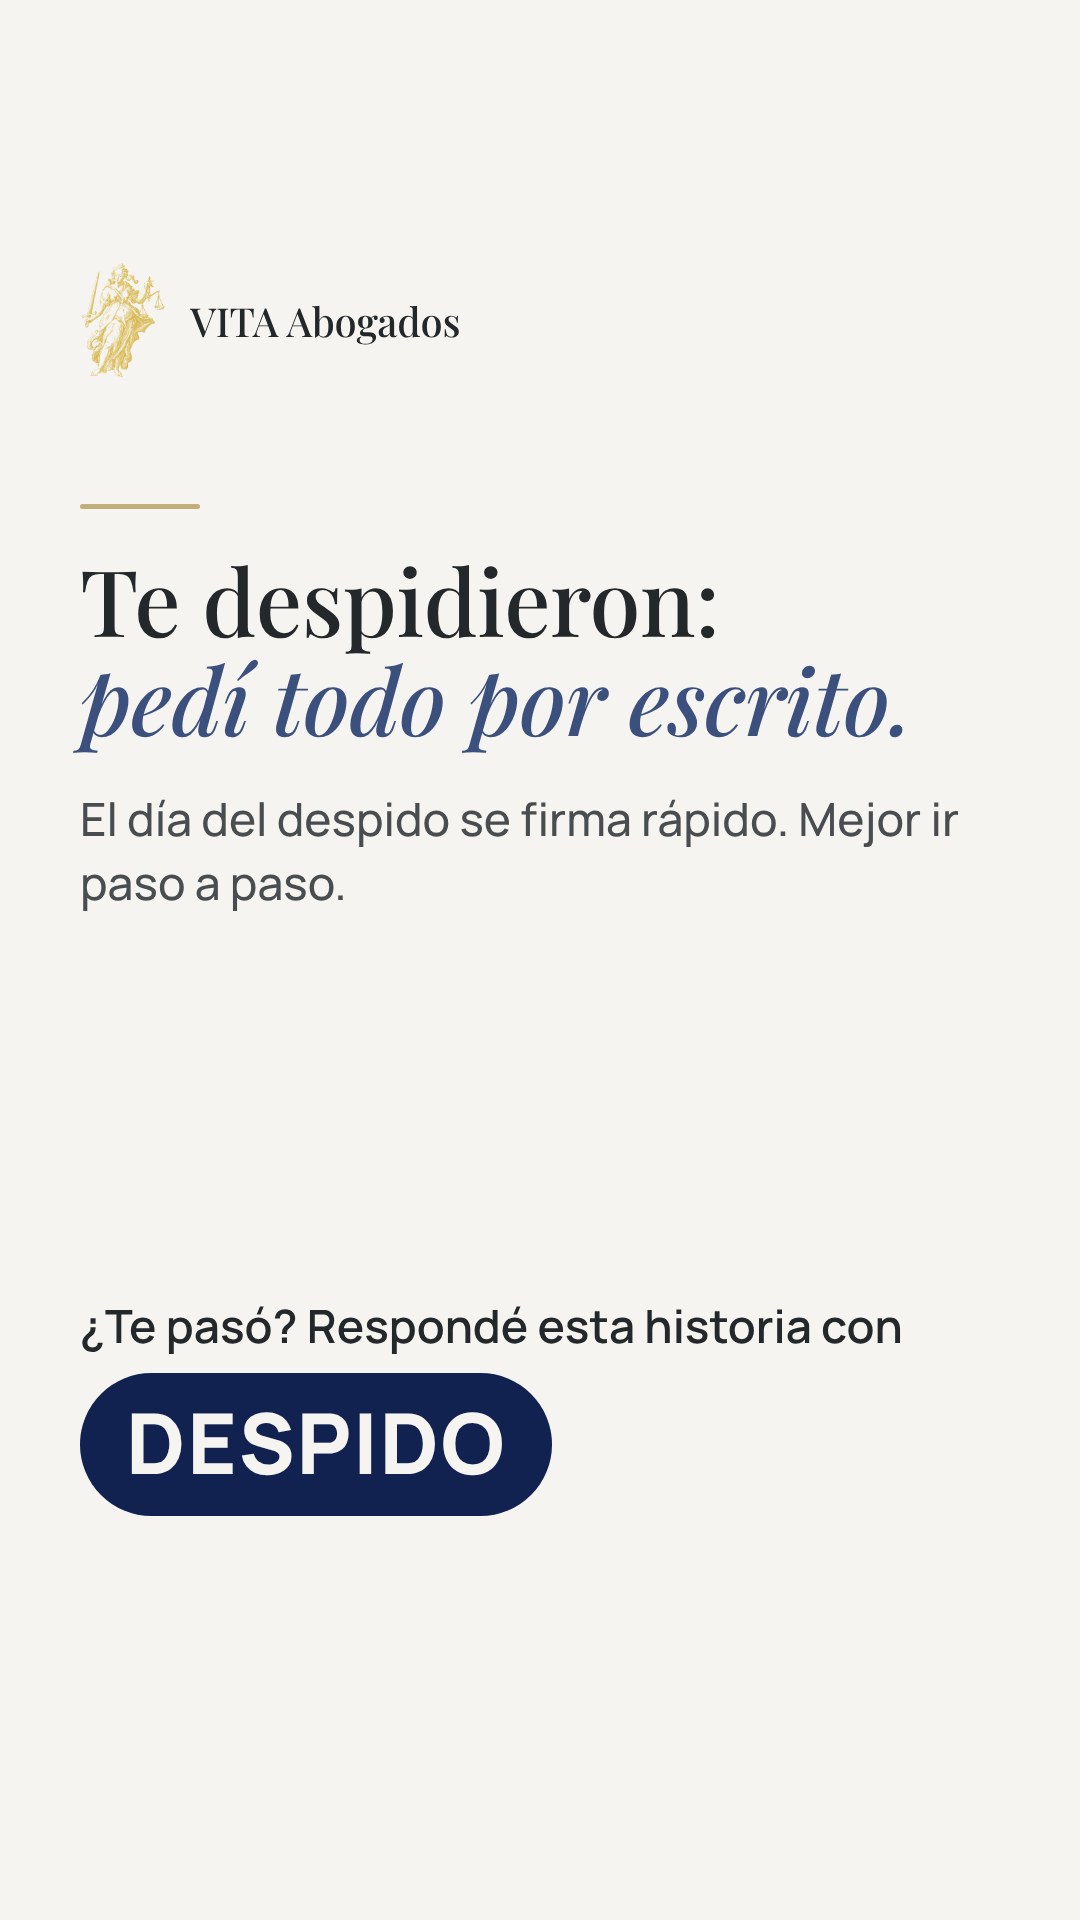 VITA Abogados
Te despidieron:
pedí todo por escrito.
El día del despido se firma rápido. Mejor ir
paso a paso.
¿Te pasó? Respondé esta historia con
DESPIDO